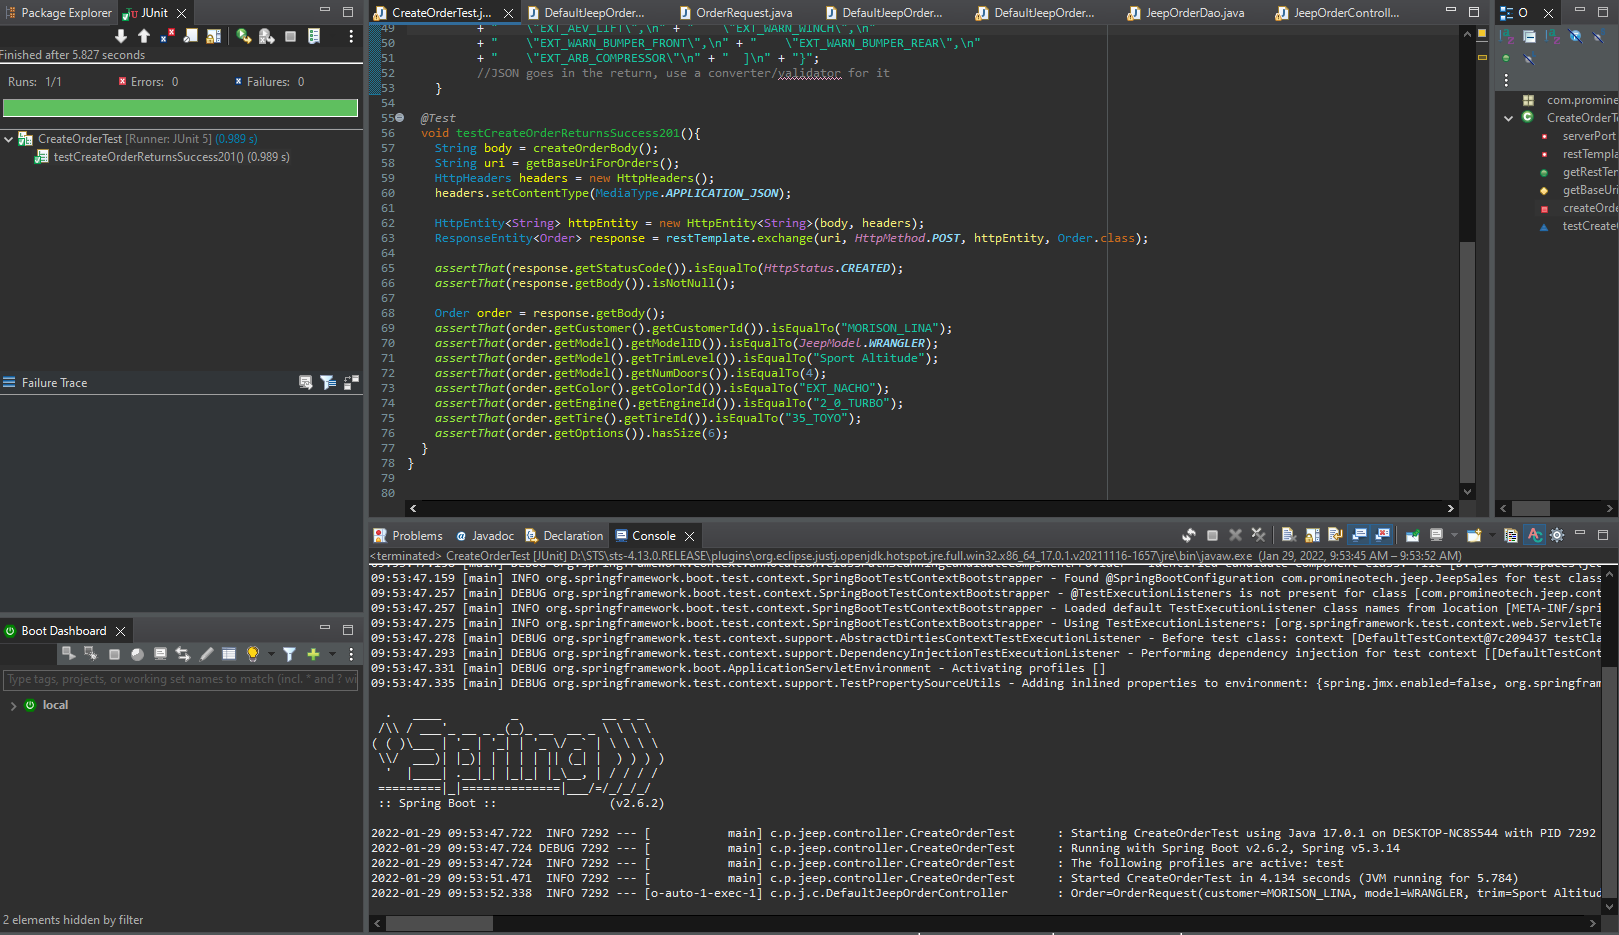 Package Explorer
JUnit
Finished after 5.827 seconds
Runs: 1/1
Errors: 0
Failures: 0
CreateOrderTest [Runner: JUnit 5] (0.989 s)
testCreateOrderReturnsSuccess201() (0.989 s)
Failure Trace
Boot Dashboard
Type tags, projects, or working set names to match (incl. * and ? wi
local
2 elements hidden by filter
CreateOrderTest.j...
DefaultJeepOrder...
OrderRequest.java
DefaultJeepOrder...
DefaultJeepOrder...
JeepOrderDao.java
JeepOrderControll...
49 + " \"EXT_AEV_LIFT\",\n" + " \"EXT_WARN_WINCH\",\n"
50 + " \"EXT_WARN_BUMPER_FRONT\",\n" + " \"EXT_WARN_BUMPER_REAR\",\n"
51 + " \"EXT_ARB_COMPRESSOR\"\n" + " ]\n" + "}";
52 //JSON goes in the return, use a converter/validator for it
53 }
54
55 @Test
56 void testCreateOrderReturnsSuccess201(){
57 String body = createOrderBody();
58 String uri = getBaseUriForOrders();
59 HttpHeaders headers = new HttpHeaders();
60 headers.setContentType(MediaType.APPLICATION_JSON);
61
62 HttpEntity<String> httpEntity = new HttpEntity<String>(body, headers);
63 ResponseEntity<Order> response = restTemplate.exchange(uri, HttpMethod.POST, httpEntity, Order.class);
64
65 assertThat(response.getStatusCode()).isEqualTo(HttpStatus.CREATED);
66 assertThat(response.getBody()).isNotNull();
67
68 Order order = response.getBody();
69 assertThat(order.getCustomer().getCustomerId()).isEqualTo("MORISON_LINA");
70 assertThat(order.getModel().getModelID()).isEqualTo(JeepModel.WRANGLER);
71 assertThat(order.getModel().getTrimLevel()).isEqualTo("Sport Altitude");
72 assertThat(order.getModel().getNumDoors()).isEqualTo(4);
73 assertThat(order.getColor().getColorId()).isEqualTo("EXT_NACHO");
74 assertThat(order.getEngine().getEngineId()).isEqualTo("2_0_TURBO");
75 assertThat(order.getTire().getTireId()).isEqualTo("35_TOYO");
76 assertThat(order.getOptions()).hasSize(6);
77 }
78 }
79
80
O
com.promine
CreateOrderT
serverPort
restTempla
getRestTer
getBaseUri
createOrde
testCreate
Problems
Javadoc
Declaration
Console
<terminated> CreateOrderTest [JUnit] D:\STS\sts-4.13.0.RELEASE\plugins\org.eclipse.justj.openjdk.hotspot.jre.full.win32.x86_64_17.0.1.v20211116-1657\jre\bin\javaw.exe (Jan 29, 2022, 9:53:45 AM – 9:53:52 AM)
09:53:47.159 [main] INFO org.springframework.boot.test.context.SpringBootTestContextBootstrapper - Found @SpringBootConfiguration com.promineotech.jeep.JeepSales for test class
09:53:47.257 [main] DEBUG org.springframework.boot.test.context.SpringBootTestContextBootstrapper - @TestExecutionListeners is not present for class [com.promineotech.jeep.cont
09:53:47.257 [main] INFO org.springframework.boot.test.context.SpringBootTestContextBootstrapper - Loaded default TestExecutionListener class names from location [META-INF/spri
09:53:47.275 [main] INFO org.springframework.boot.test.context.SpringBootTestContextBootstrapper - Using TestExecutionListeners: [org.springframework.test.context.web.ServletTe
09:53:47.278 [main] DEBUG org.springframework.test.context.support.AbstractDirtiesContextTestExecutionListener - Before test class: context [DefaultTestContext@7c209437 testCla
09:53:47.293 [main] DEBUG org.springframework.test.context.support.DependencyInjectionTestExecutionListener - Performing dependency injection for test context [[DefaultTestCont
09:53:47.331 [main] DEBUG org.springframework.boot.ApplicationServletEnvironment - Activating profiles []
09:53:47.335 [main] DEBUG org.springframework.test.context.support.TestPropertySourceUtils - Adding inlined properties to environment: {spring.jmx.enabled=false, org.springfram
:: Spring Boot :: (v2.6.2)
2022-01-29 09:53:47.722 INFO 7292 --- [ main] c.p.jeep.controller.CreateOrderTest : Starting CreateOrderTest using Java 17.0.1 on DESKTOP-NC8S544 with PID 7292
2022-01-29 09:53:47.724 DEBUG 7292 --- [ main] c.p.jeep.controller.CreateOrderTest : Running with Spring Boot v2.6.2, Spring v5.3.14
2022-01-29 09:53:47.724 INFO 7292 --- [ main] c.p.jeep.controller.CreateOrderTest : The following profiles are active: test
2022-01-29 09:53:51.471 INFO 7292 --- [ main] c.p.jeep.controller.CreateOrderTest : Started CreateOrderTest in 4.134 seconds (JVM running for 5.784)
2022-01-29 09:53:52.338 INFO 7292 --- [o-auto-1-exec-1] c.p.j.c.DefaultJeepOrderController : Order=OrderRequest(customer=MORISON_LINA, model=WRANGLER, trim=Sport Altitud